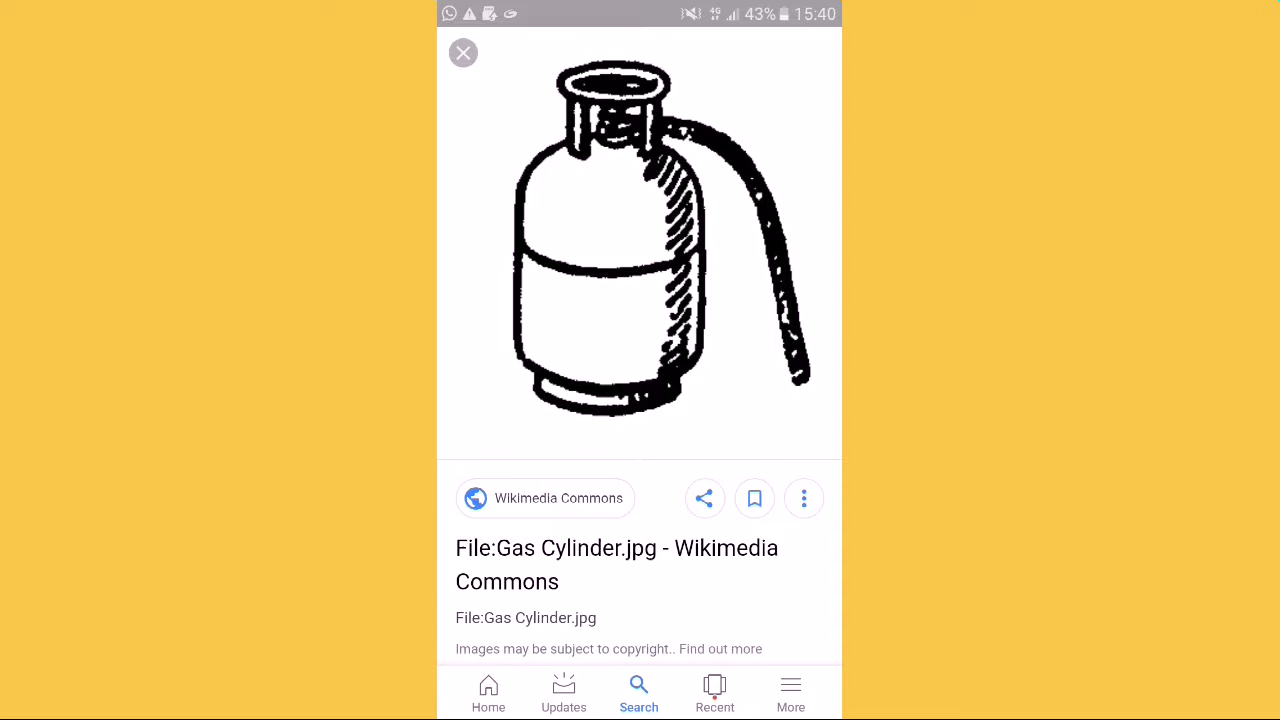 4G 43% 15:40
Wikimedia Commons
File:Gas Cylinder.jpg - Wikimedia
Commons
File:Gas Cylinder.jpg
Images may be subject to copyright.. Find out more
Home Updates Search Recent More